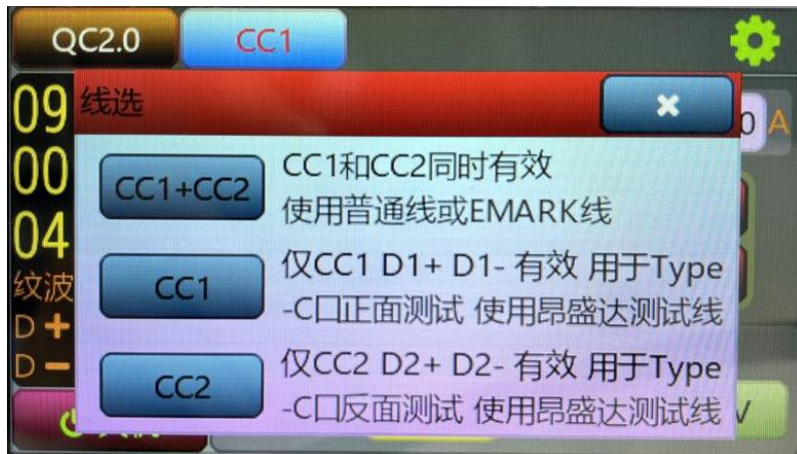 QC2.0
CC1
线选
09
00
04
0 A
CC1+CC2
CC1和CC2同时有效
使用普通线或EMARK线
CC1
仅CC1 D1+ D1- 有效 用于Type
-C口正面测试 使用昂盛达测试线
CC2
仅CC2 D2+ D2- 有效 用于Type
-C口反面测试 使用昂盛达测试线
纹波
D+
D-
V